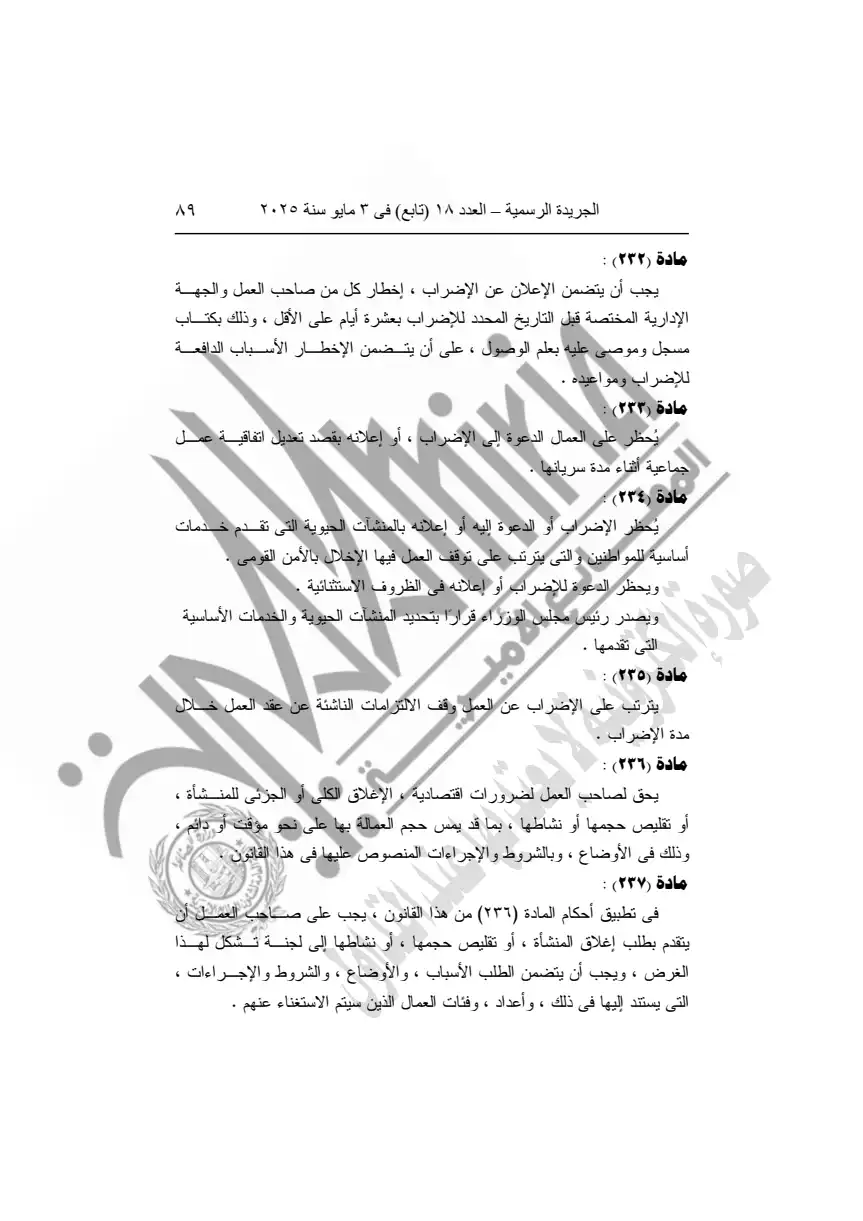 الجريدة الرسمية – العدد ١٨ (تابع) فى ٣ مايو سنة ٢٠٢٥ ٨٩
مادة (٢٣٢) :
يجب أن يتضمن الإعلان عن الإضراب ، إخطار كل من صاحب العمل والجهة
الإدارية المختصة قبل التاريخ المحدد للإضراب بعشرة أيام على الأقل ، وذلك بكتاب
مسجل وموصى عليه بعلم الوصول ، على أن يتضمن الإخطار الأسباب الدافعة
للإضراب ومواعيده .
مادة (٢٣٣) :
يُحظر على العمال الدعوة إلى الإضراب ، أو إعلانه بقصد تعديل اتفاقية عمل
جماعية أثناء مدة سريانها .
مادة (٢٣٤) :
يُحظر الإضراب أو الدعوة إليه أو إعلانه بالمنشآت الحيوية التى تقدم خدمات
أساسية للمواطنين والتى يترتب على توقف العمل فيها الإخلال بالأمن القومى .
ويحظر الدعوة للإضراب أو إعلانه فى الظروف الاستثنائية .
ويصدر رئيس مجلس الوزراء قرارًا بتحديد المنشآت الحيوية والخدمات الأساسية
التى تقدمها .
مادة (٢٣٥) :
يترتب على الإضراب عن العمل وقف الالتزامات الناشئة عن عقد العمل خلال
مدة الإضراب .
مادة (٢٣٦) :
يحق لصاحب العمل لضرورات اقتصادية ، الإغلاق الكلى أو الجزئى للمنشأة ،
أو تقليص حجمها أو نشاطها ، بما قد يمس حجم العمالة بها على نحو مؤقت أو دائم ،
وذلك فى الأوضاع ، وبالشروط والإجراءات المنصوص عليها فى هذا القانون .
مادة (٢٣٧) :
فى تطبيق أحكام المادة (٢٣٦) من هذا القانون ، يجب على صاحب العمل أن
يتقدم بطلب إغلاق المنشأة ، أو تقليص حجمها ، أو نشاطها إلى لجنة تشكل لهذا
الغرض ، ويجب أن يتضمن الطلب الأسباب ، والأوضاع ، والشروط والإجراءات ،
التى يستند إليها فى ذلك ، وأعداد ، وفئات العمال الذين سيتم الاستغناء عنهم .
صورة إلكترونية لا يعتد بها عند التداول